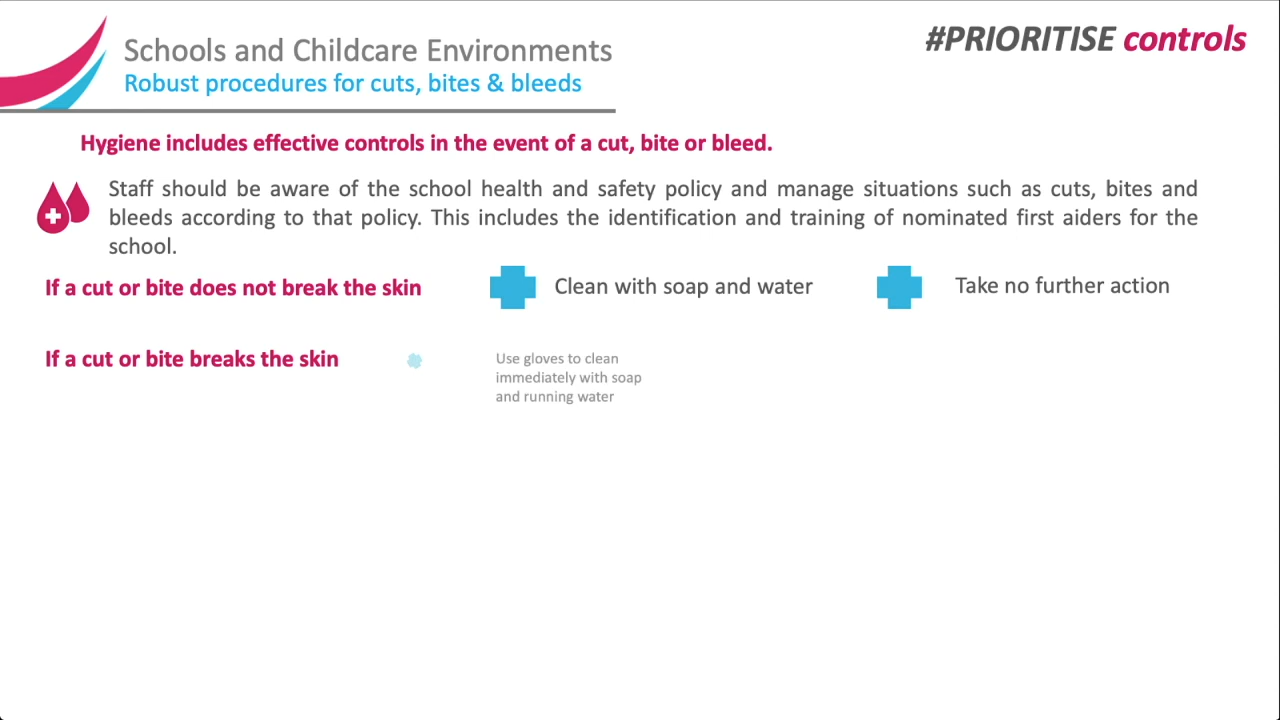 Schools and Childcare Environments
#PRIORITISE controls
Robust procedures for cuts, bites & bleeds
Hygiene includes effective controls in the event of a cut, bite or bleed.
Staff should be aware of the school health and safety policy and manage situations such as cuts, bites and
bleeds according to that policy. This includes the identification and training of nominated first aiders for the
school.
If a cut or bite does not break the skin
Clean with soap and water
Take no further action
If a cut or bite breaks the skin
Use gloves to clean
immediately with soap
and running water